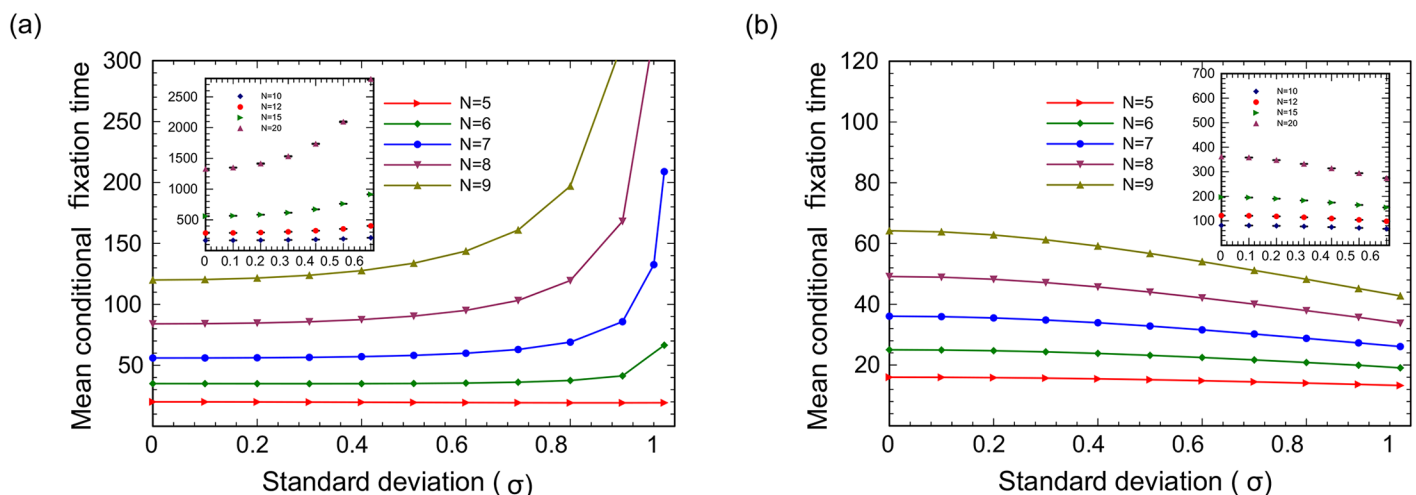 (a)
Mean conditional fixation time
300
250
200
150
100
50
0
0.2
0.4
0.6
0.8
1
Standard deviation ( σ )
N=5
N=6
N=7
N=8
N=9
2500
2000
1500
1000
500
0
0.1
0.2
0.3
0.4
0.5
0.6
N=10
N=12
N=15
N=20
(b)
Mean conditional fixation time
120
100
80
60
40
20
0
0.2
0.4
0.6
0.8
1
Standard deviation ( σ )
N=5
N=6
N=7
N=8
N=9
700
600
500
400
300
200
100
0
0.1
0.2
0.3
0.4
0.5
0.6
N=10
N=12
N=15
N=20